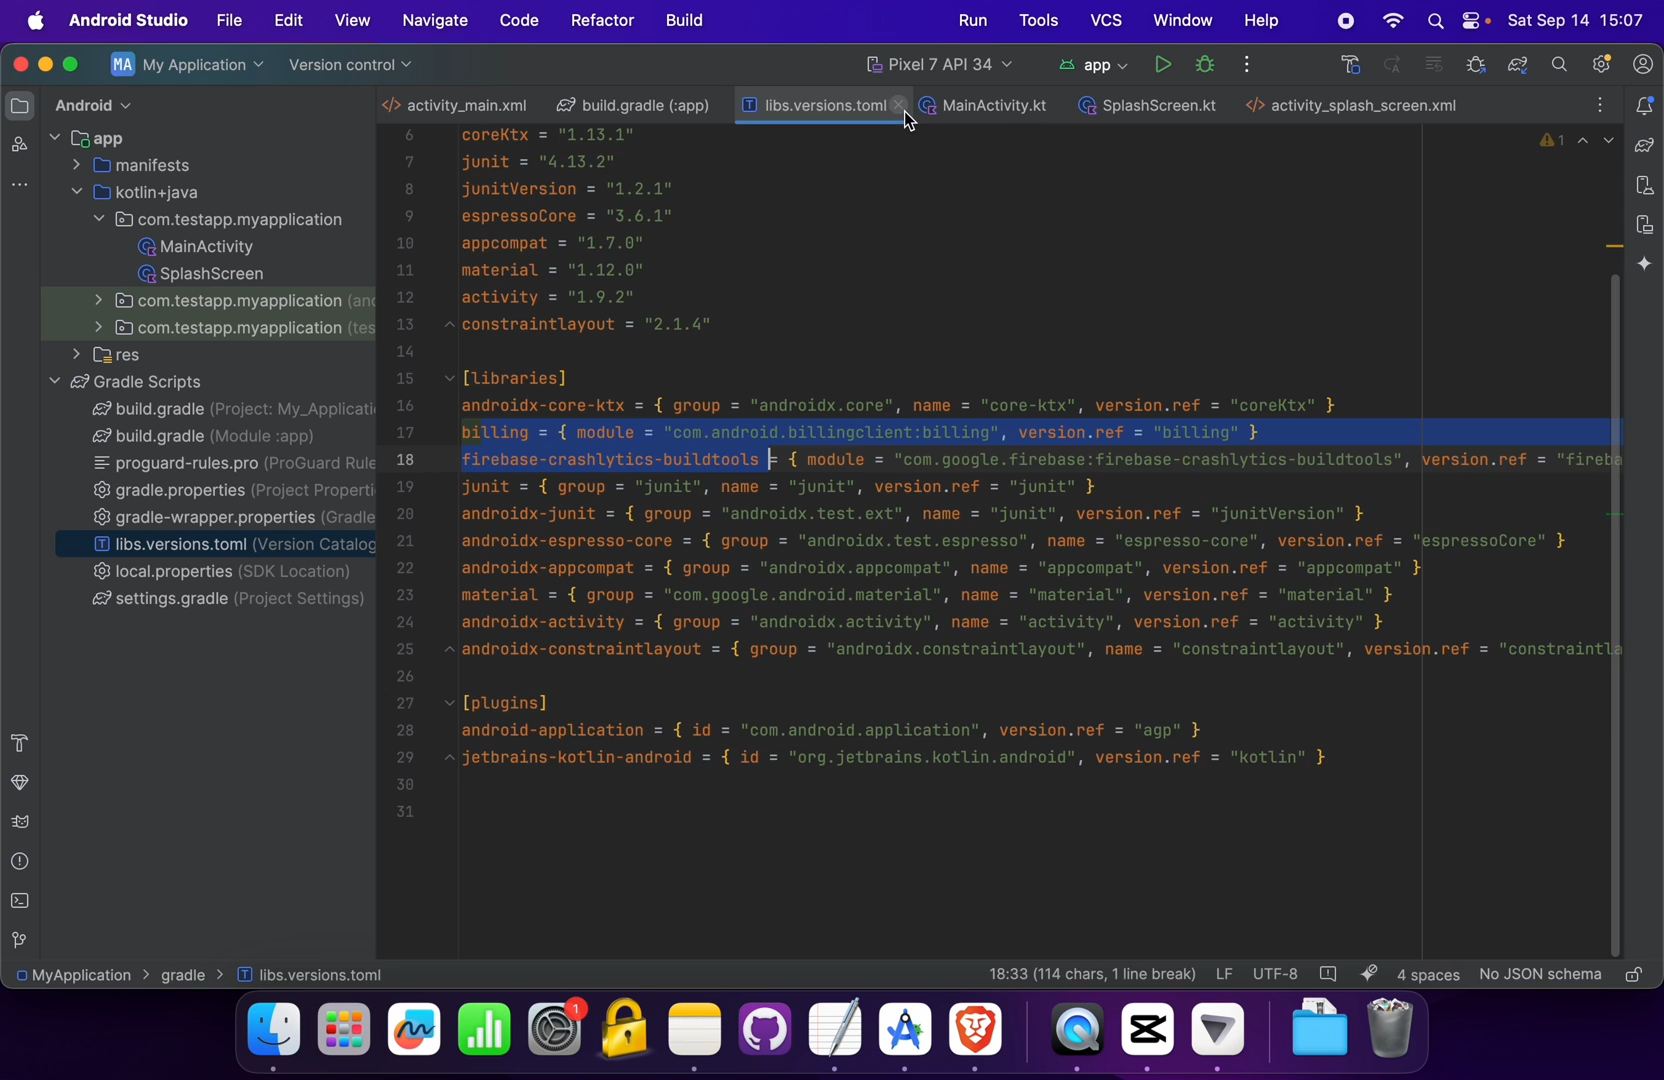 Android Studio File Edit View Navigate Code Refactor Build Run Tools VCS Window Help Sat Sep 14 15:07
MA My Application Version control Pixel 7 API 34 app
Android
activity_main.xml build.gradle (:app) libs.versions.toml MainActivity.kt SplashScreen.kt activity_splash_screen.xml
app
manifests
kotlin+java
com.testapp.myapplication
MainActivity
SplashScreen
com.testapp.myapplication (and
com.testapp.myapplication (tes
res
Gradle Scripts
build.gradle (Project: My_Applicati
build.gradle (Module :app)
proguard-rules.pro (ProGuard Rule
gradle.properties (Project Properti
gradle-wrapper.properties (Gradle
libs.versions.toml (Version Catalog
local.properties (SDK Location)
settings.gradle (Project Settings)
1
6 coreKtx = "1.13.1"
7 junit = "4.13.2"
8 junitVersion = "1.2.1"
9 espressoCore = "3.6.1"
10 appcompat = "1.7.0"
11 material = "1.12.0"
12 activity = "1.9.2"
13 constraintlayout = "2.1.4"
14
15 [libraries]
16 androidx-core-ktx = { group = "androidx.core", name = "core-ktx", version.ref = "coreKtx" }
17 billing = { module = "com.android.billingclient:billing", version.ref = "billing" }
18 firebase-crashlytics-buildtools = { module = "com.google.firebase:firebase-crashlytics-buildtools", version.ref = "fireba
19 junit = { group = "junit", name = "junit", version.ref = "junit" }
20 androidx-junit = { group = "androidx.test.ext", name = "junit", version.ref = "junitVersion" }
21 androidx-espresso-core = { group = "androidx.test.espresso", name = "espresso-core", version.ref = "espressoCore" }
22 androidx-appcompat = { group = "androidx.appcompat", name = "appcompat", version.ref = "appcompat" }
23 material = { group = "com.google.android.material", name = "material", version.ref = "material" }
24 androidx-activity = { group = "androidx.activity", name = "activity", version.ref = "activity" }
25 androidx-constraintlayout = { group = "androidx.constraintlayout", name = "constraintlayout", version.ref = "constraintla
26
27 [plugins]
28 android-application = { id = "com.android.application", version.ref = "agp" }
29 jetbrains-kotlin-android = { id = "org.jetbrains.kotlin.android", version.ref = "kotlin" }
30
31
MyApplication > gradle > libs.versions.toml 18:33 (114 chars, 1 line break) LF UTF-8 4 spaces No JSON schema
1